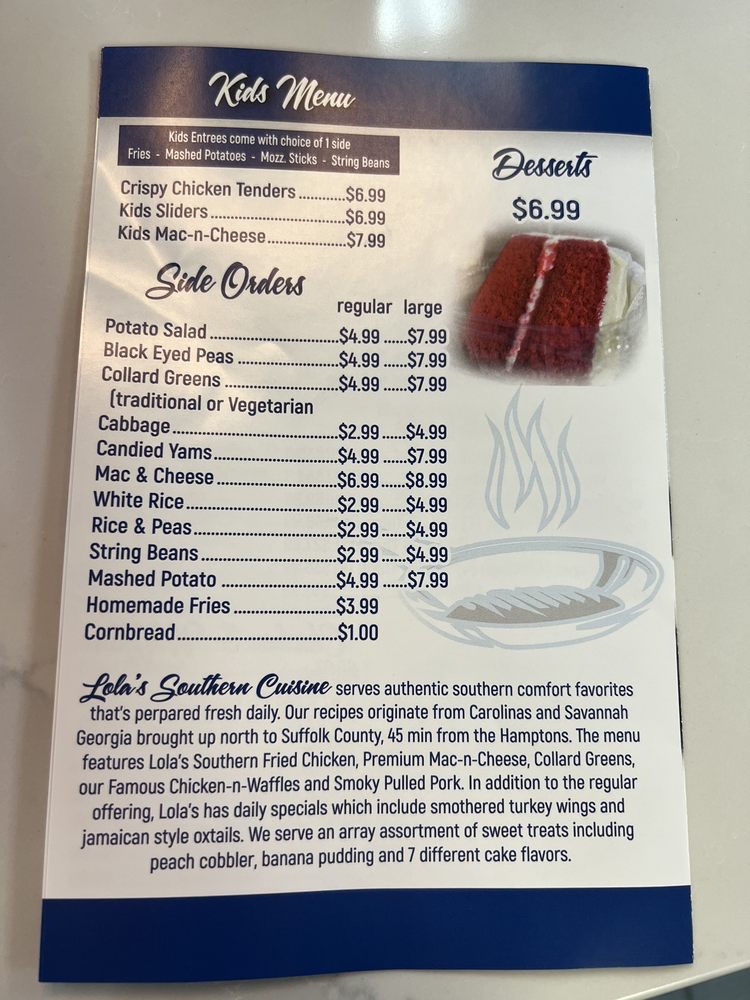 Kids Menu
Kids Entrees come with choice of 1 side
Fries - Mashed Potatoes - Mozz. Sticks - String Beans
Crispy Chicken Tenders ............$6.99
Kids Sliders...................................$6.99
Kids Mac-n-Cheese....................$7.99
Desserts
$6.99
Side Orders
regular large
Potato Salad .................................$4.99 ......$7.99
Black Eyed Peas .........................$4.99 ......$7.99
Collard Greens .............................$4.99 ......$7.99
(traditional or Vegetarian
Cabbage..........................................$2.99 ......$4.99
Candied Yams...............................$4.99 ......$7.99
Mac & Cheese ..............................$6.99 ......$8.99
White Rice......................................$2.99 ......$4.99
Rice & Peas....................................$2.99 ......$4.99
String Beans..................................$2.99 ......$4.99
Mashed Potato .............................$4.99 ......$7.99
Homemade Fries ..........................$3.99
Cornbread........................................$1.00
Lola's Southern Cuisine serves authentic southern comfort favorites
that's perpared fresh daily. Our recipes originate from Carolinas and Savannah
Georgia brought up north to Suffolk County, 45 min from the Hamptons. The menu
features Lola's Southern Fried Chicken, Premium Mac-n-Cheese, Collard Greens,
our Famous Chicken-n-Waffles and Smoky Pulled Pork. In addition to the regular
offering, Lola's has daily specials which include smothered turkey wings and
jamaican style oxtails. We serve an array assortment of sweet treats including
peach cobbler, banana pudding and 7 different cake flavors.